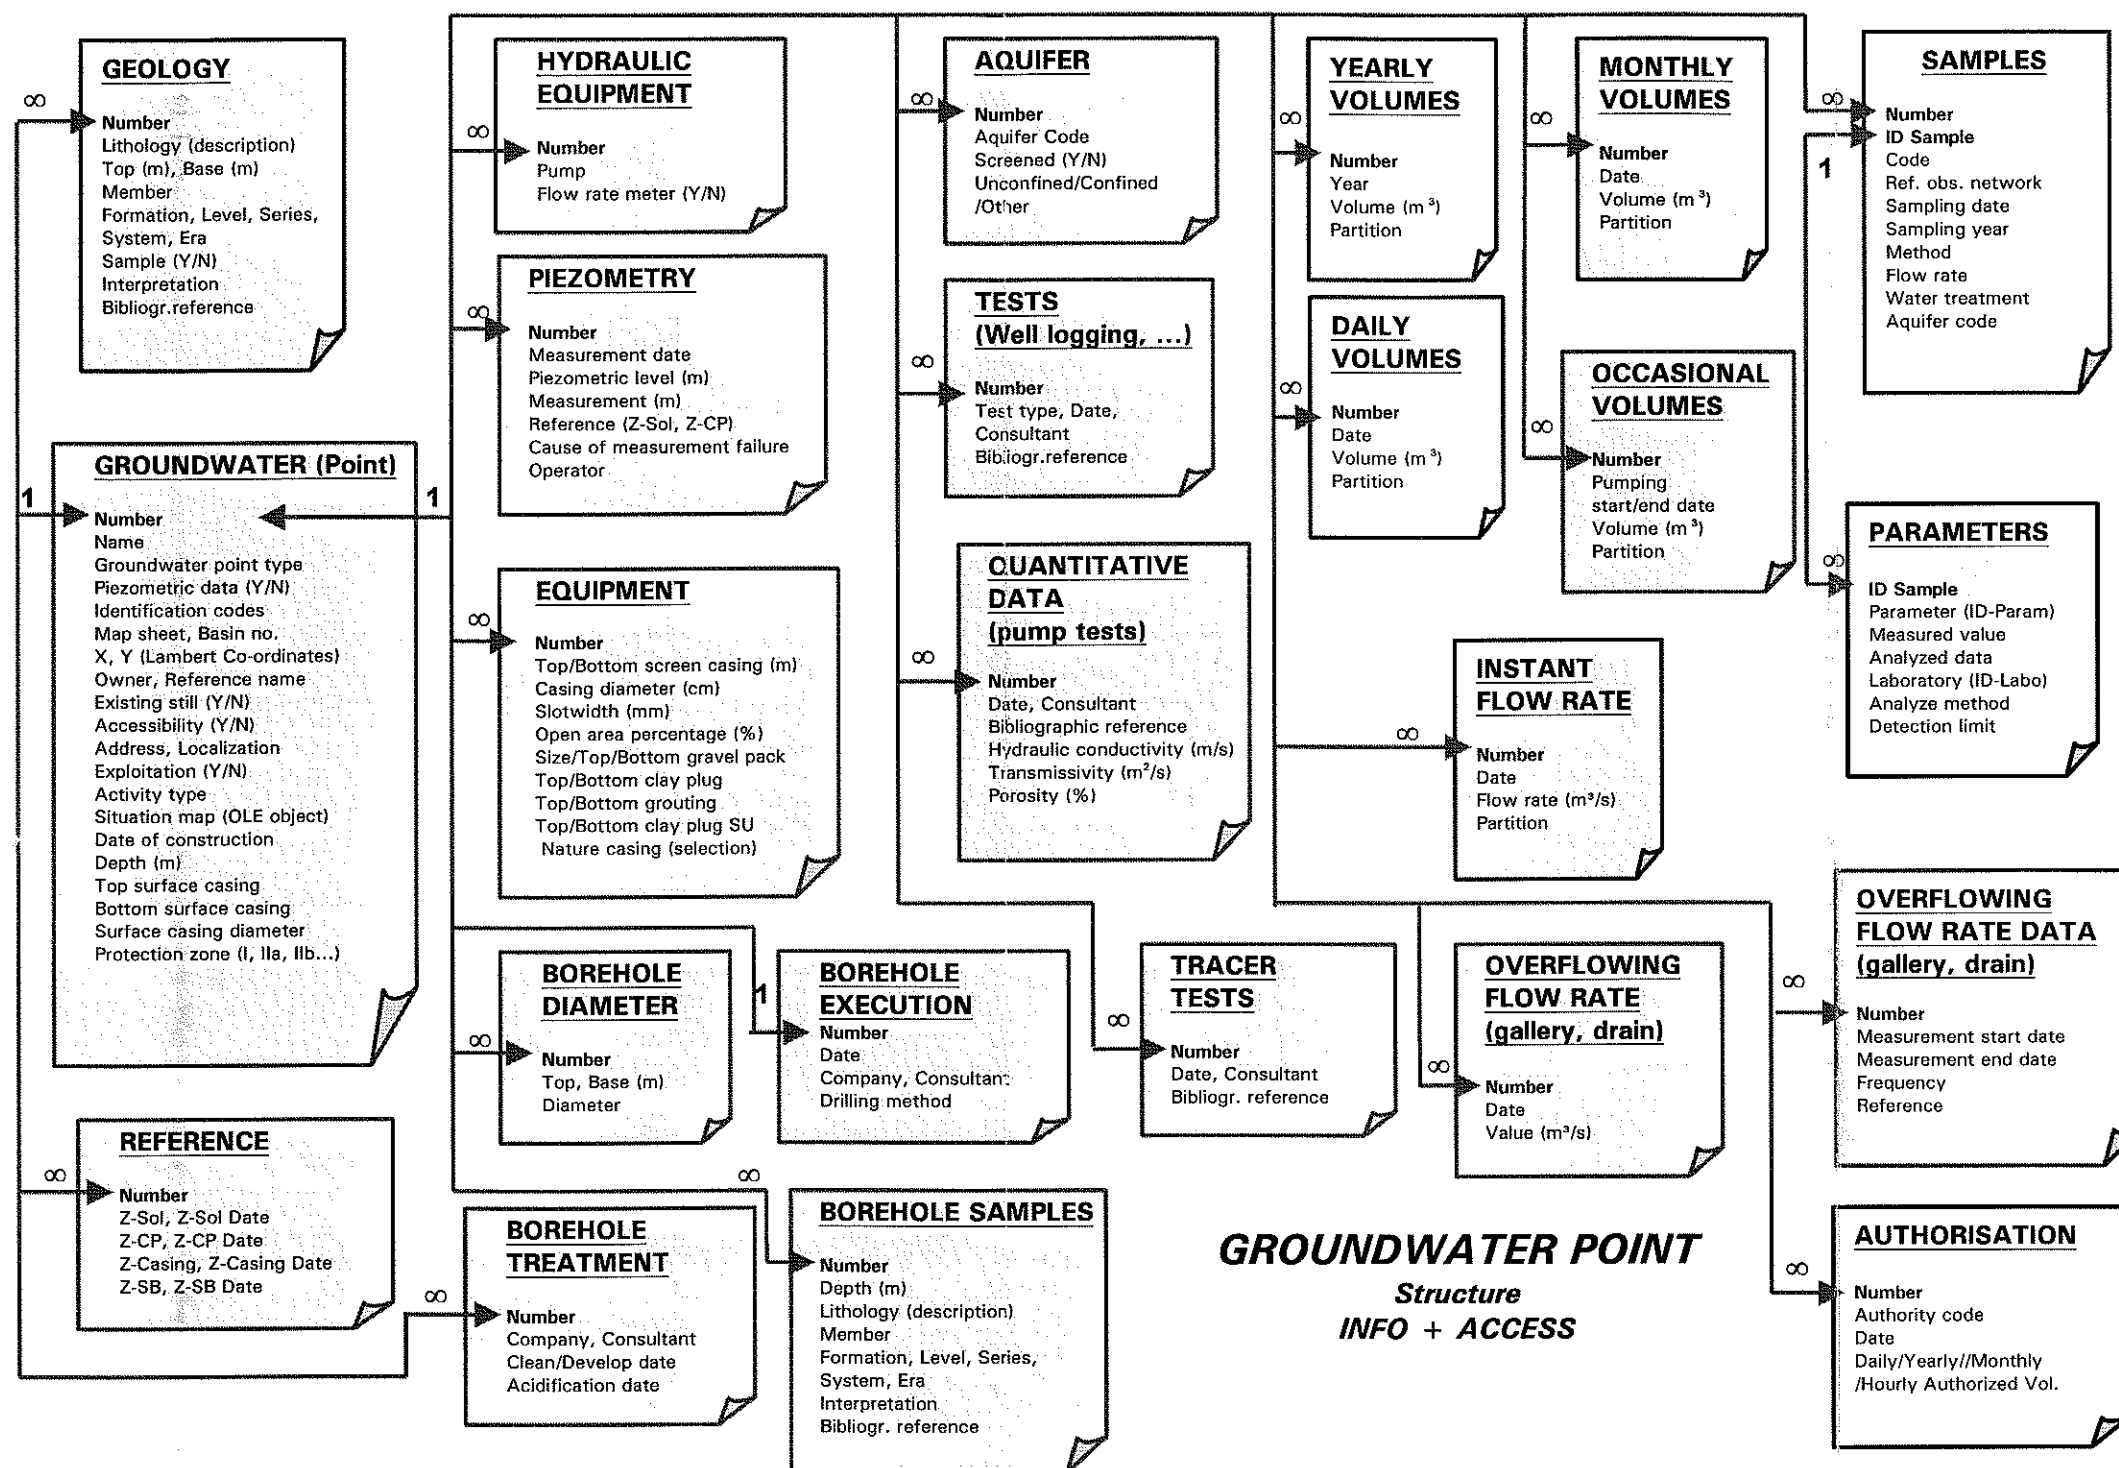 GEOLOGY
∞
Number
Lithology (description)
Top (m), Base (m)
Member
Formation, Level, Series,
System, Era
Sample (Y/N)
Interpretation
Bibliogr.reference
GROUNDWATER (Point)
1
1
Number
Name
Groundwater point type
Piezometric data (Y/N)
Identification codes
Map sheet, Basin no.
X, Y (Lambert Co-ordinates)
Owner, Reference name
Existing still (Y/N)
Accessibility (Y/N)
Address, Localization
Exploitation (Y/N)
Activity type
Situation map (OLE object)
Date of construction
Depth (m)
Top surface casing
Bottom surface casing
Surface casing diameter
Protection zone (I, IIa, IIb...)
REFERENCE
∞
Number
Z-Sol, Z-Sol Date
Z-CP, Z-CP Date
Z-Casing, Z-Casing Date
Z-SB, Z-SB Date
HYDRAULIC
EQUIPMENT
∞
Number
Pump
Flow rate meter (Y/N)
PIEZOMETRY
∞
Number
Measurement date
Piezometric level (m)
Measurement (m)
Reference (Z-Sol, Z-CP)
Cause of measurement failure
Operator
EQUIPMENT
∞
Number
Top/Bottom screen casing (m)
Casing diameter (cm)
Slotwidth (mm)
Open area percentage (%)
Size/Top/Bottom gravel pack
Top/Bottom clay plug
Top/Bottom grouting
Top/Bottom clay plug SU
Nature casing (selection)
BOREHOLE
DIAMETER
∞
Number
Top, Base (m)
Diameter
BOREHOLE
EXECUTION
1
Number
Date
Company, Consultant
Drilling method
BOREHOLE
TREATMENT
∞
Number
Company, Consultant
Clean/Develop date
Acidification date
∞
BOREHOLE SAMPLES
Number
Depth (m)
Lithology (description)
Member
Formation, Level, Series,
System, Era
Interpretation
Bibliogr. reference
AQUIFER
∞
Number
Aquifer Code
Screened (Y/N)
Unconfined/Confined
/Other
TESTS
(Well logging, ...)
∞
Number
Test type, Date,
Consultant
Bibliogr.reference
QUANTITATIVE
DATA
(pump tests)
∞
Number
Date, Consultant
Bibliographic reference
Hydraulic conductivity (m/s)
Transmissivity (m²/s)
Porosity (%)
TRACER
TESTS
∞
Number
Date, Consultant
Bibliogr. reference
YEARLY
VOLUMES
∞
Number
Year
Volume (m³)
Partition
DAILY
VOLUMES
∞
Number
Date
Volume (m³)
Partition
MONTHLY
VOLUMES
∞
Number
Date
Volume (m³)
Partition
OCCASIONAL
VOLUMES
∞
Number
Pumping
start/end date
Volume (m³)
Partition
INSTANT
FLOW RATE
∞
Number
Date
Flow rate (m³/s)
Partition
OVERFLOWING
FLOW RATE
(gallery, drain)
∞
Number
Date
Value (m³/s)
SAMPLES
∞
Number
ID Sample
1
Code
Ref. obs. network
Sampling date
Sampling year
Method
Flow rate
Water treatment
Aquifer code
PARAMETERS
∞
ID Sample
Parameter (ID-Param)
Measured value
Analyzed data
Laboratory (ID-Labo)
Analyze method
Detection limit
OVERFLOWING
FLOW RATE DATA
(gallery, drain)
∞
Number
Measurement start date
Measurement end date
Frequency
Reference
AUTHORISATION
∞
Number
Authority code
Date
Daily/Yearly//Monthly
/Hourly Authorized Vol.
GROUNDWATER POINT
Structure
INFO + ACCESS